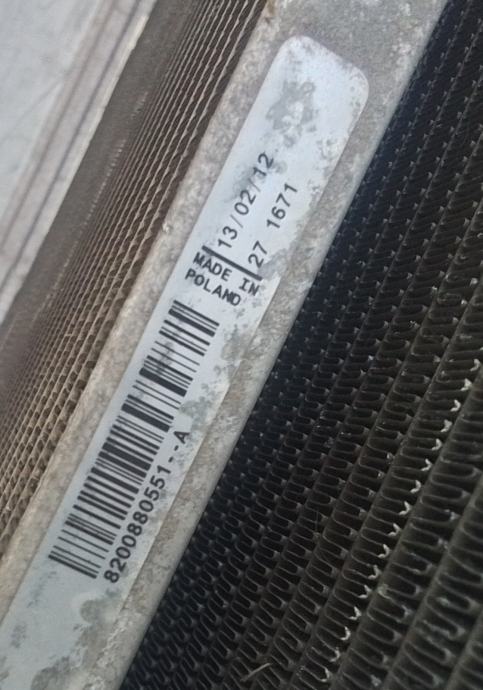 13/02/12
27 1671
MADE IN
POLAND
8200880551--A